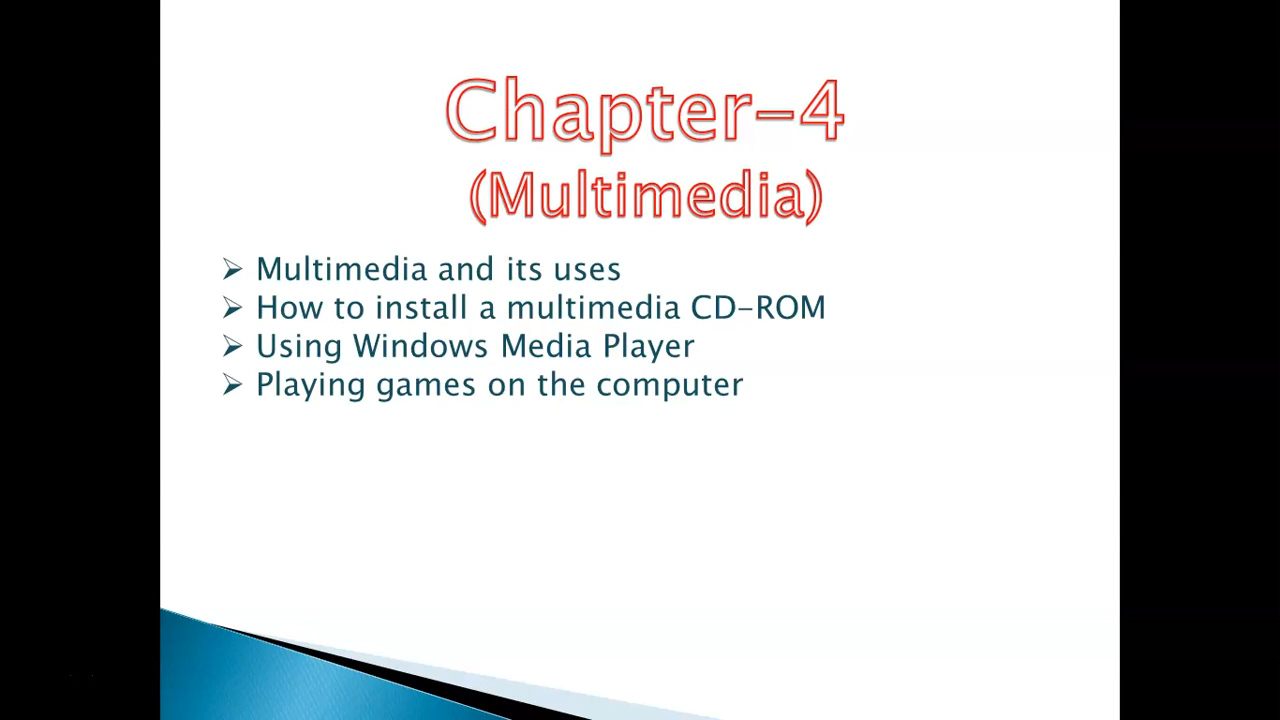 Chapter-4
(Multimedia)
➢ Multimedia and its uses
➢ How to install a multimedia CD-ROM
➢ Using Windows Media Player
➢ Playing games on the computer